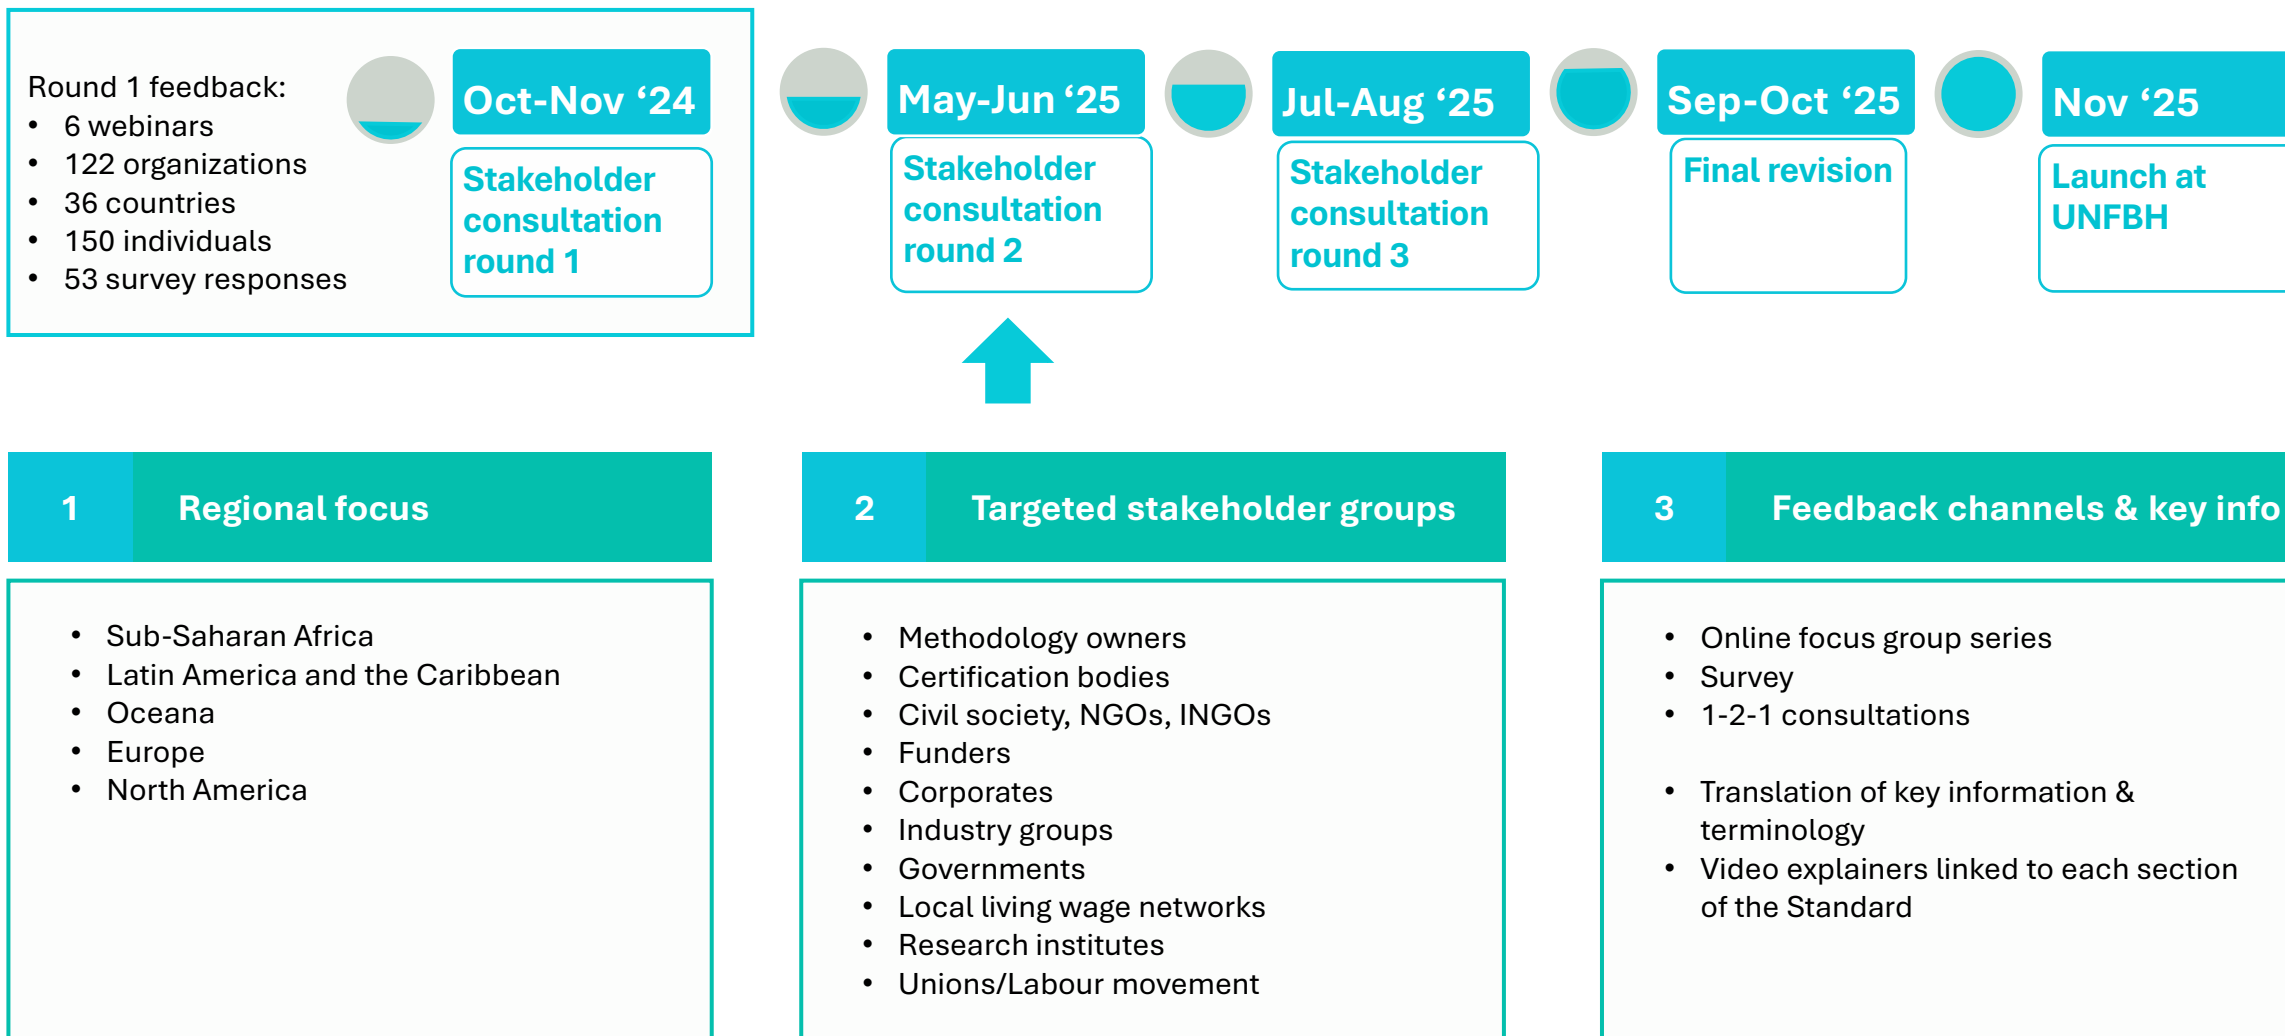 Round 1 feedback:
• 6 webinars
• 122 organizations
• 36 countries
• 150 individuals
• 53 survey responses
Oct-Nov ‘24
Stakeholder
consultation
round 1
May-Jun ‘25
Stakeholder
consultation
round 2
Jul-Aug ‘25
Stakeholder
consultation
round 3
Sep-Oct ‘25
Final revision
Nov ‘25
Launch at
UNFBH
1 Regional focus
• Sub-Saharan Africa
• Latin America and the Caribbean
• Oceana
• Europe
• North America
2 Targeted stakeholder groups
• Methodology owners
• Certification bodies
• Civil society, NGOs, INGOs
• Funders
• Corporates
• Industry groups
• Governments
• Local living wage networks
• Research institutes
• Unions/Labour movement
3 Feedback channels & key info
• Online focus group series
• Survey
• 1-2-1 consultations
• Translation of key information &
terminology
• Video explainers linked to each section
of the Standard